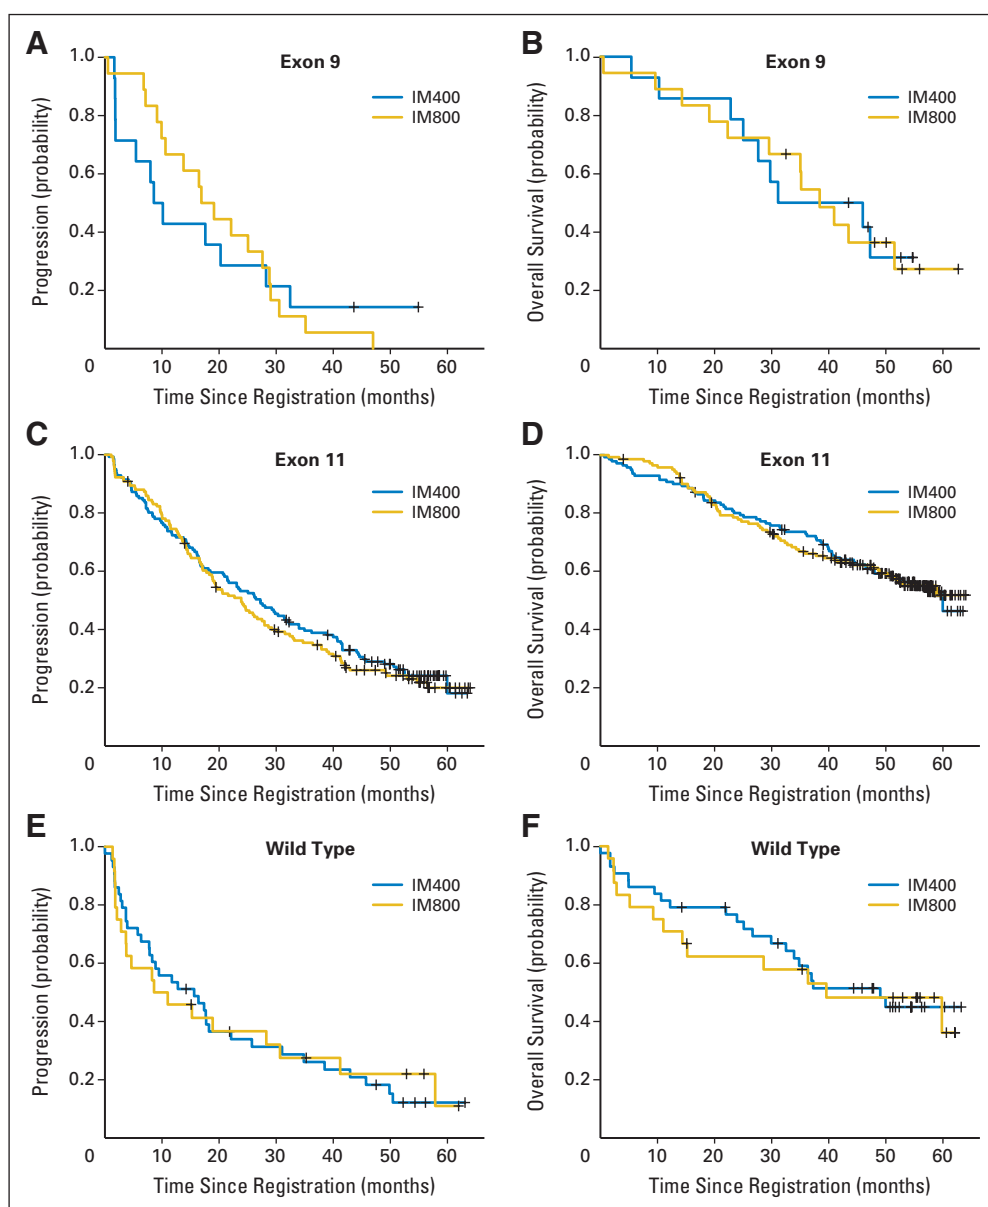 A
Exon 9
Progression (probability)
1.0
0.8
0.6
0.4
0.2
IM400
IM800
0 10 20 30 40 50 60
Time Since Registration (months)
B
Exon 9
Overall Survival (probability)
1.0
0.8
0.6
0.4
0.2
IM400
IM800
0 10 20 30 40 50 60
Time Since Registration (months)
C
Exon 11
Progression (probability)
1.0
0.8
0.6
0.4
0.2
IM400
IM800
0 10 20 30 40 50 60
Time Since Registration (months)
D
Exon 11
Overall Survival (probability)
1.0
0.8
0.6
0.4
0.2
IM400
IM800
0 10 20 30 40 50 60
Time Since Registration (months)
E
Wild Type
Progression (probability)
1.0
0.8
0.6
0.4
0.2
IM400
IM800
0 10 20 30 40 50 60
Time Since Registration (months)
F
Wild Type
Overall Survival (probability)
1.0
0.8
0.6
0.4
0.2
IM400
IM800
0 10 20 30 40 50 60
Time Since Registration (months)